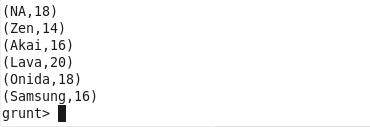 (NA,18)
(Zen,14)
(Akai,16)
(Lava,20)
(Onida,18)
(Samsung,16)
grunt>